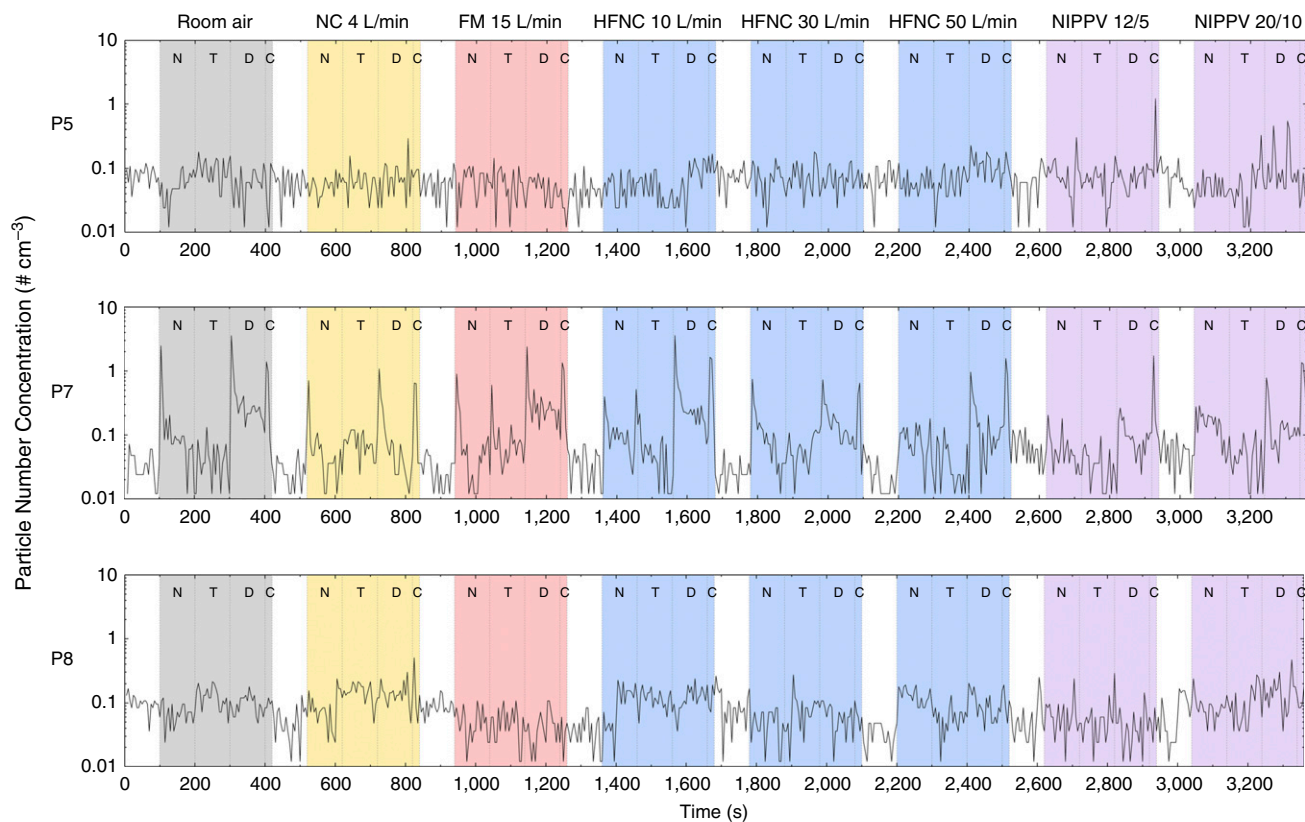 Room air NC 4 L/min FM 15 L/min HFNC 10 L/min HFNC 30 L/min HFNC 50 L/min NIPPV 12/5 NIPPV 20/10
Particle Number Concentration (# cm⁻³)
10
N T D C N T D C N T D C N T D C N T D C N T D C N T D C N T D C
1
P5
0.1
0.01
0 200 400 600 800 1,000 1,200 1,400 1,600 1,800 2,000 2,200 2,400 2,600 2,800 3,000 3,200
10
N T D C N T D C N T D C N T D C N T D C N T D C N T D C N T D C
1
P7
0.1
0.01
0 200 400 600 800 1,000 1,200 1,400 1,600 1,800 2,000 2,200 2,400 2,600 2,800 3,000 3,200
10
N T D C N T D C N T D C N T D C N T D C N T D C N T D C N T D C
1
P8
0.1
0.01
0 200 400 600 800 1,000 1,200 1,400 1,600 1,800 2,000 2,200 2,400 2,600 2,800 3,000 3,200
Time (s)